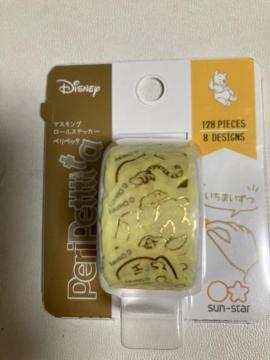 Disney
マスキング
ロールステッカー
ペリペッタ
PeriPetta
128 PIECES
8 DESIGNS
いちまいずつ
sun-star